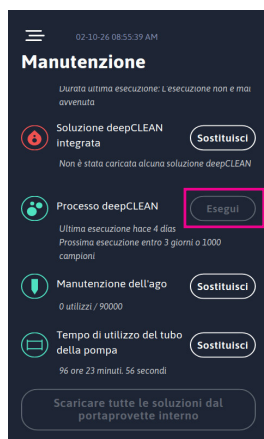 02-10-26 08:55:39 AM
Manutenzione
Durata ultima esecuzione: L'esecuzione non è mai
avvenuta
Soluzione deepCLEAN
integrata
Sostituisci
Non è stata caricata alcuna soluzione deepCLEAN
Processo deepCLEAN
Esegui
Ultima esecuzione hace 4 días
Prossima esecuzione entro 3 giorni o 1000
campioni
Manutenzione dell'ago
Sostituisci
0 utilizzi / 90000
Tempo di utilizzo del tubo
della pompa
Sostituisci
96 ore 23 minuti. 56 secondi
Scaricare tutte le soluzioni dal
portaprovette interno